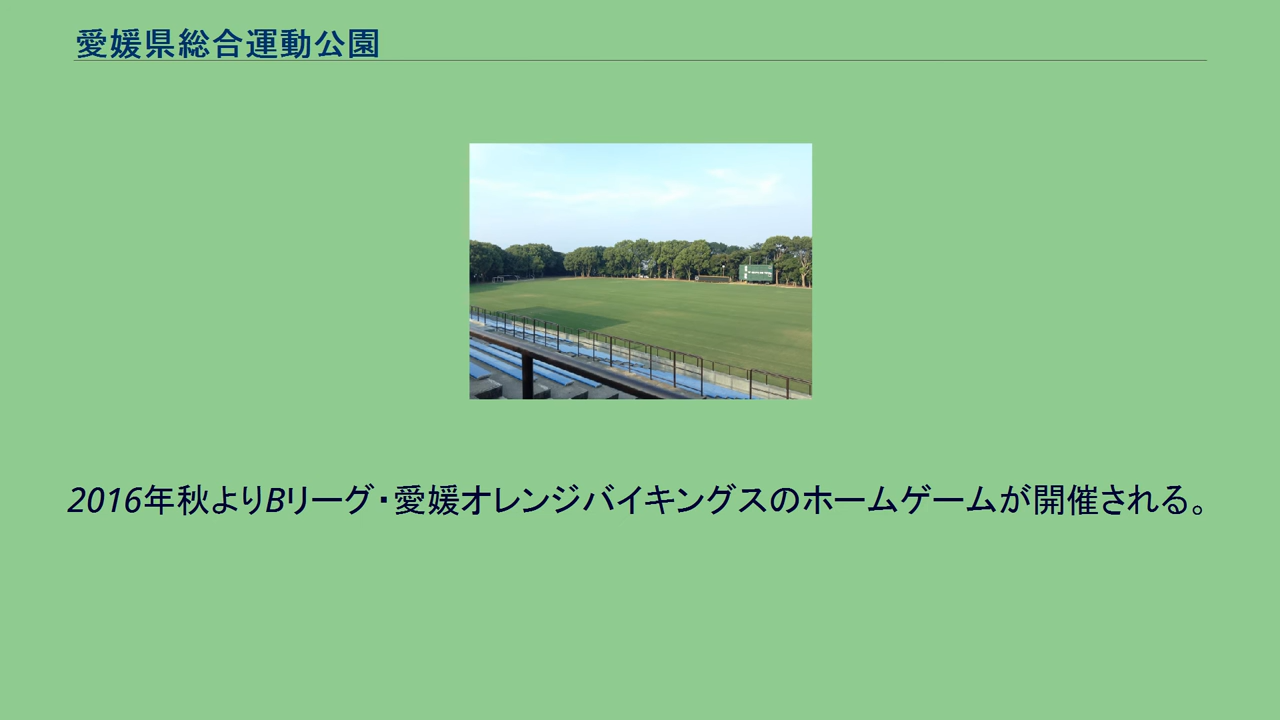 愛媛県総合運動公園
2016年秋よりBリーグ・愛媛オレンジバイキングスのホームゲームが開催される。